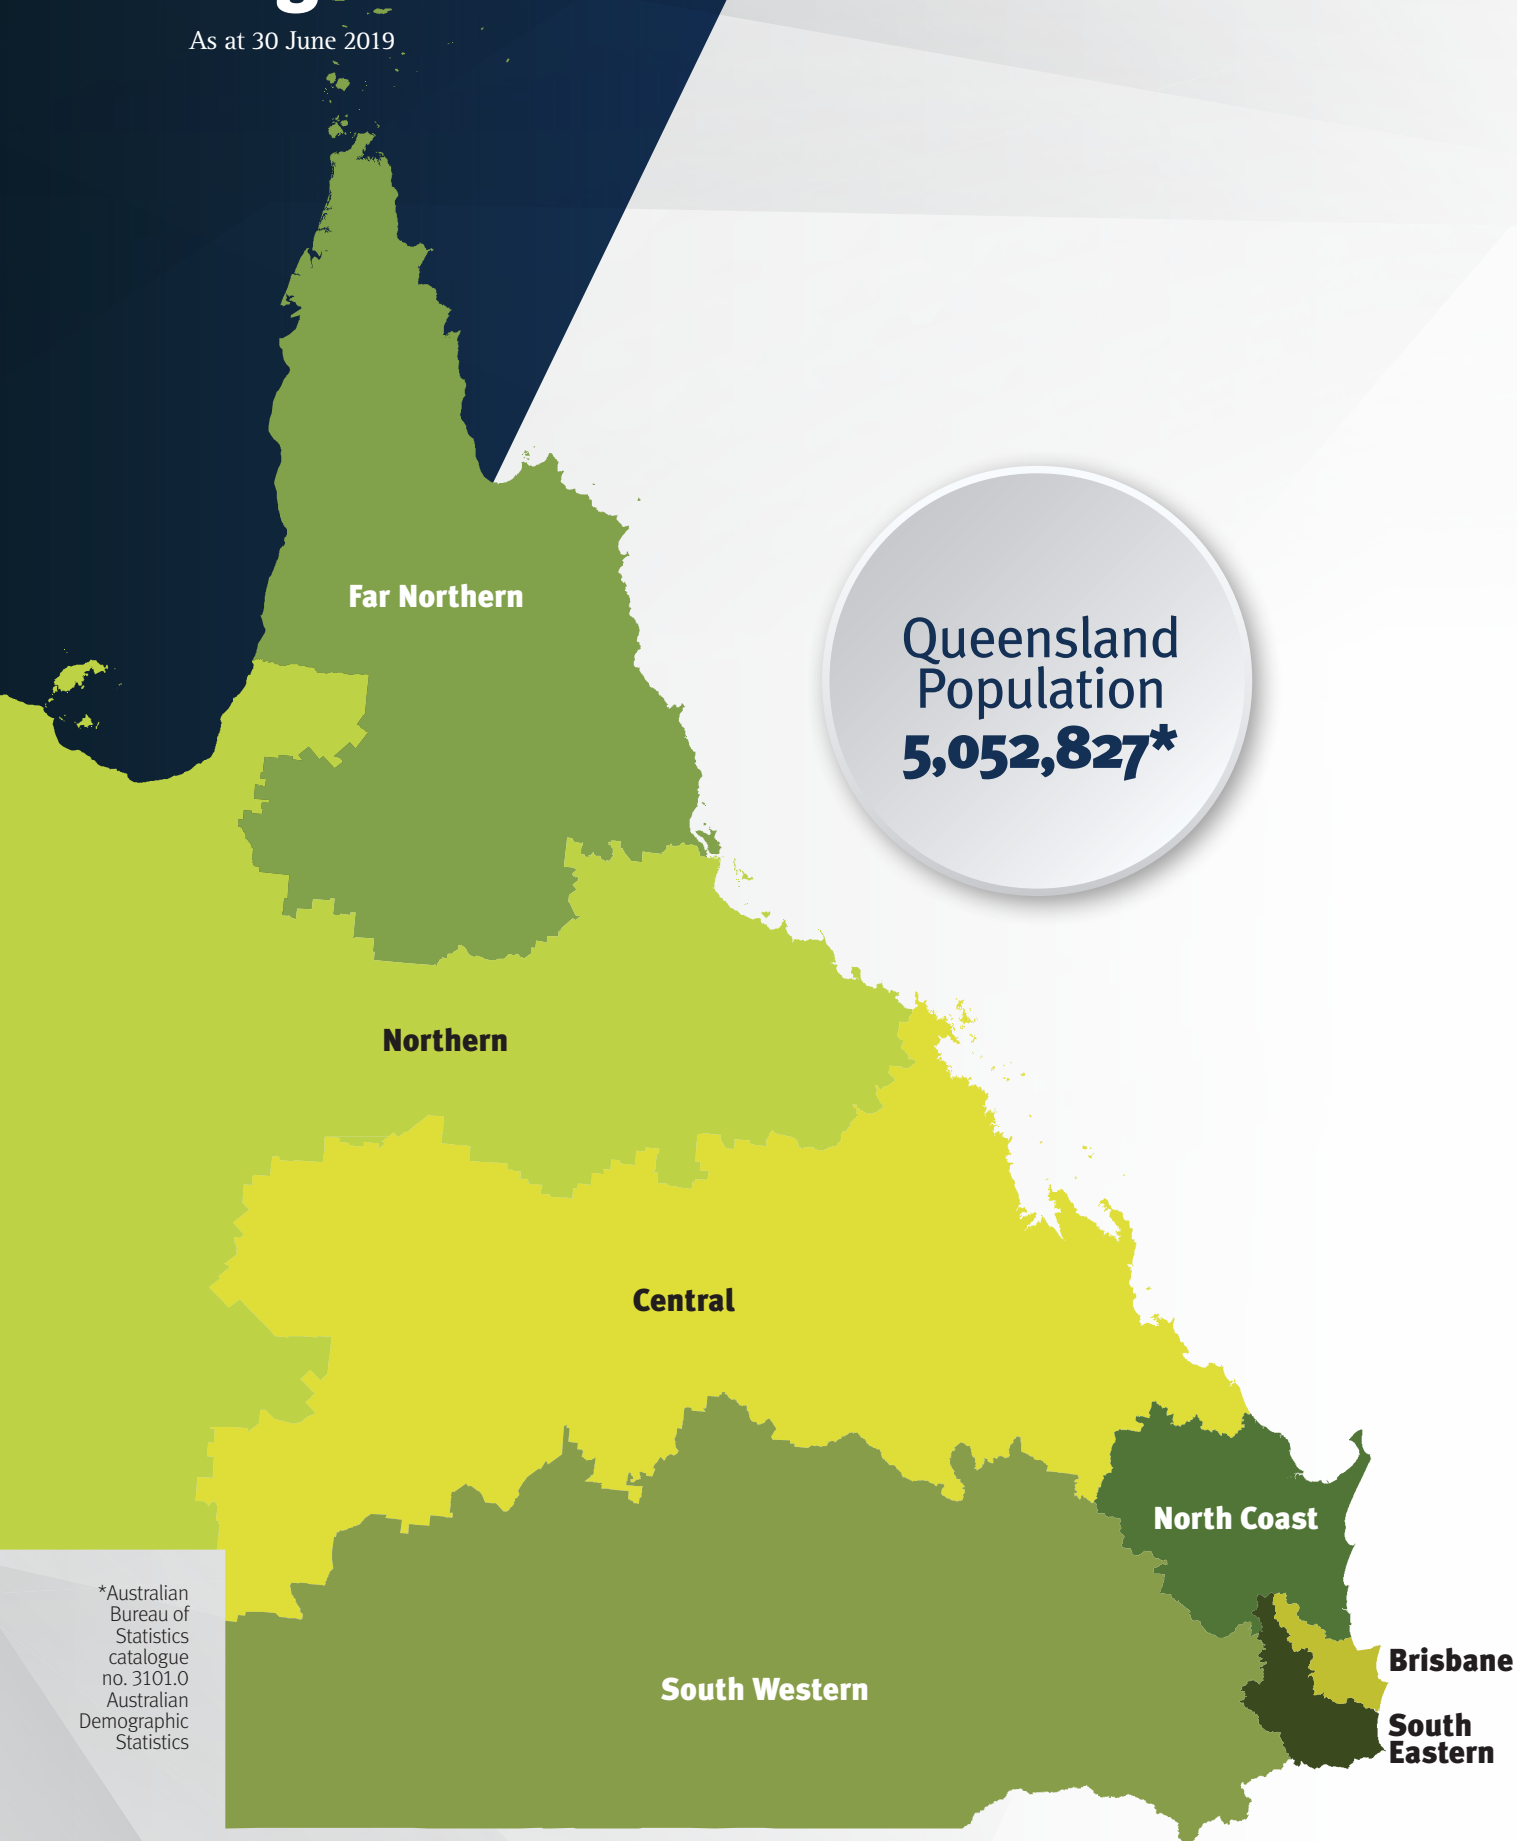 As at 30 June 2019
Far Northern
Queensland
Population
5,052,827*
Northern
Central
North Coast
*Australian
Bureau of
Statistics
catalogue
no. 3101.0
Australian
Demographic
Statistics
South Western
Brisbane
South
Eastern